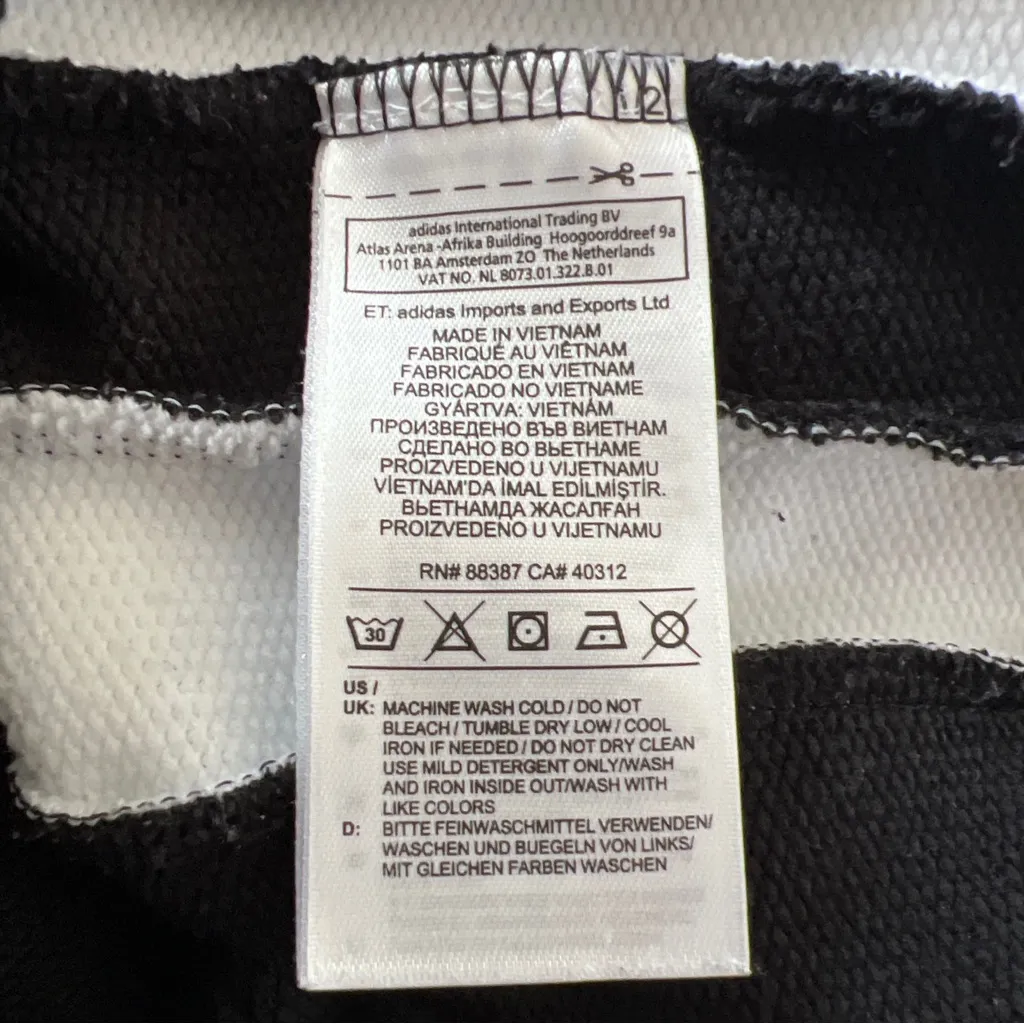 2
adidas International Trading BV
Atlas Arena -Afrika Building Hoogoorddreef 9a
1101 BA Amsterdam ZO The Netherlands
VAT NO. NL 8073.01.322.B.01
ET: adidas Imports and Exports Ltd
MADE IN VIETNAM
FABRIQUÉ AU VIÊTNAM
FABRICADO EN VIETNAM
FABRICADO NO VIETNAME
GYÁRTVA: VIETNÁM
ПРОИЗВЕДЕНО ВЪВ ВИЕТНАМ
СДЕЛАНО ВО ВЬЕТНАМЕ
PROIZVEDENO U VIJETNAMU
VİETNAM'DA İMAL EDİLMİŞTİR.
ВЬЕТНАМДА ЖАСАЛҒАН
PROIZVEDENO U VIJETNAMU
RN# 88387 CA# 40312
30
US /
UK: MACHINE WASH COLD / DO NOT
BLEACH / TUMBLE DRY LOW / COOL
IRON IF NEEDED / DO NOT DRY CLEAN
USE MILD DETERGENT ONLY/WASH
AND IRON INSIDE OUT/WASH WITH
LIKE COLORS
D: BITTE FEINWASCHMITTEL VERWENDEN/
WASCHEN UND BUEGELN VON LINKS/
MIT GLEICHEN FARBEN WASCHEN